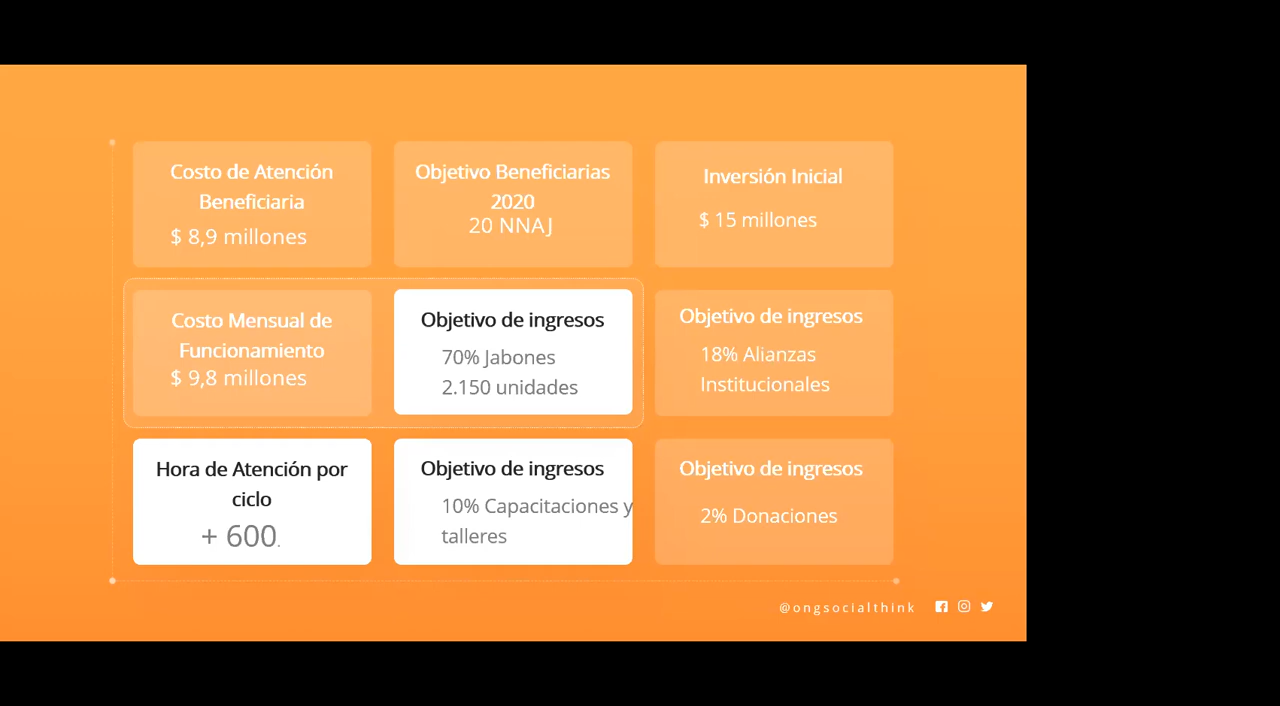 Costo de Atención
Beneficiaria
$ 8,9 millones
Objetivo Beneficiarias
2020
20 NNAJ
Inversión Inicial
$ 15 millones
Costo Mensual de
Funcionamiento
$ 9,8 millones
Objetivo de ingresos
70% Jabones
2.150 unidades
Objetivo de ingresos
18% Alianzas
Institucionales
Hora de Atención por
ciclo
+ 600.
Objetivo de ingresos
10% Capacitaciones y
talleres
Objetivo de ingresos
2% Donaciones
@ongsocialthink